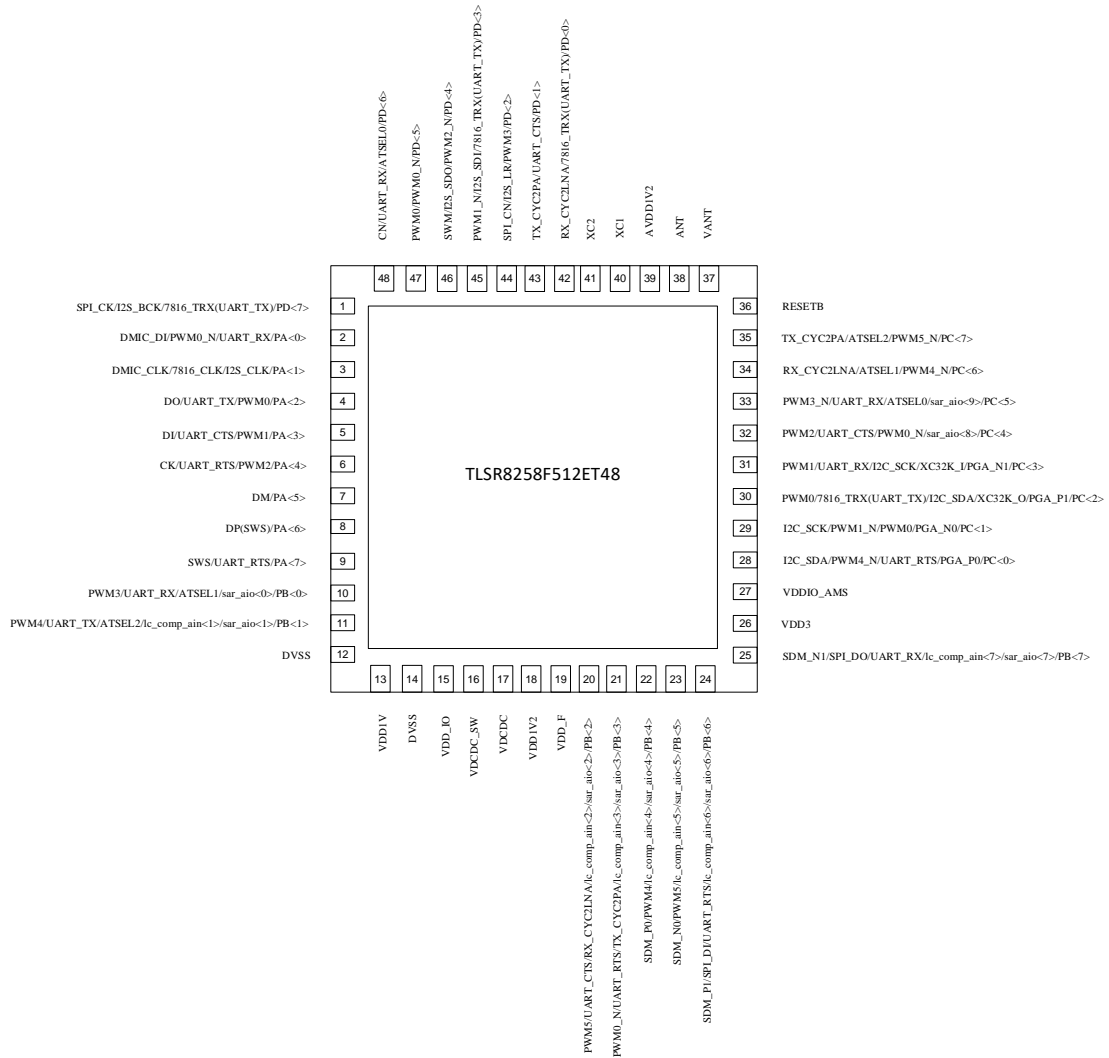 CN/UART_RX/ATSEL0/PD<6>
PWM0/PWM0_N/PD<5>
SWM/I2S_SDO/PWM2_N/PD<4>
PWM1_N/I2S_SDI/7816_TRX(UART_TX)/PD<3>
SPI_CN/I2S_LR/PWM3/PD<2>
TX_CYC2PA/UART_CTS/PD<1>
RX_CYC2LNA/7816_TRX(UART_TX)/PD<0>
XC2
XC1
AVDD1V2
ANT
VANT
48 47 46 45 44 43 42 41 40 39 38 37
SPI_CK/I2S_BCK/7816_TRX(UART_TX)/PD<7> 1
DMIC_DI/PWM0_N/UART_RX/PA<0> 2
DMIC_CLK/7816_CLK/I2S_CLK/PA<1> 3
DO/UART_TX/PWM0/PA<2> 4
DI/UART_CTS/PWM1/PA<3> 5
CK/UART_RTS/PWM2/PA<4> 6
DM/PA<5> 7
DP(SWS)/PA<6> 8
SWS/UART_RTS/PA<7> 9
PWM3/UART_RX/ATSEL1/sar_aio<0>/PB<0> 10
PWM4/UART_TX/ATSEL2/lc_comp_ain<1>/sar_aio<1>/PB<1> 11
DVSS 12
TLSR8258F512ET48
36 RESETB
35 TX_CYC2PA/ATSEL2/PWM5_N/PC<7>
34 RX_CYC2LNA/ATSEL1/PWM4_N/PC<6>
33 PWM3_N/UART_RX/ATSEL0/sar_aio<9>/PC<5>
32 PWM2/UART_CTS/PWM0_N/sar_aio<8>/PC<4>
31 PWM1/UART_RX/I2C_SCK/XC32K_I/PGA_N1/PC<3>
30 PWM0/7816_TRX(UART_TX)/I2C_SDA/XC32K_O/PGA_P1/PC<2>
29 I2C_SCK/PWM1_N/PWM0/PGA_N0/PC<1>
28 I2C_SDA/PWM4_N/UART_RTS/PGA_P0/PC<0>
27 VDDIO_AMS
26 VDD3
25 SDM_N1/SPI_DO/UART_RX/lc_comp_ain<7>/sar_aio<7>/PB<7>
13 14 15 16 17 18 19 20 21 22 23 24
VDD1V
DVSS
VDD_IO
VDCDC_SW
VDCDC
VDD1V2
VDD_F
PWM5/UART_CTS/RX_CYC2LNA/lc_comp_ain<2>/sar_aio<2>/PB<2>
PWM0_N/UART_RTS/TX_CYC2PA/lc_comp_ain<3>/sar_aio<3>/PB<3>
SDM_P0/PWM4/lc_comp_ain<4>/sar_aio<4>/PB<4>
SDM_N0/PWM5/lc_comp_ain<5>/sar_aio<5>/PB<5>
SDM_P1/SPI_DI/UART_RTS/lc_comp_ain<6>/sar_aio<6>/PB<6>